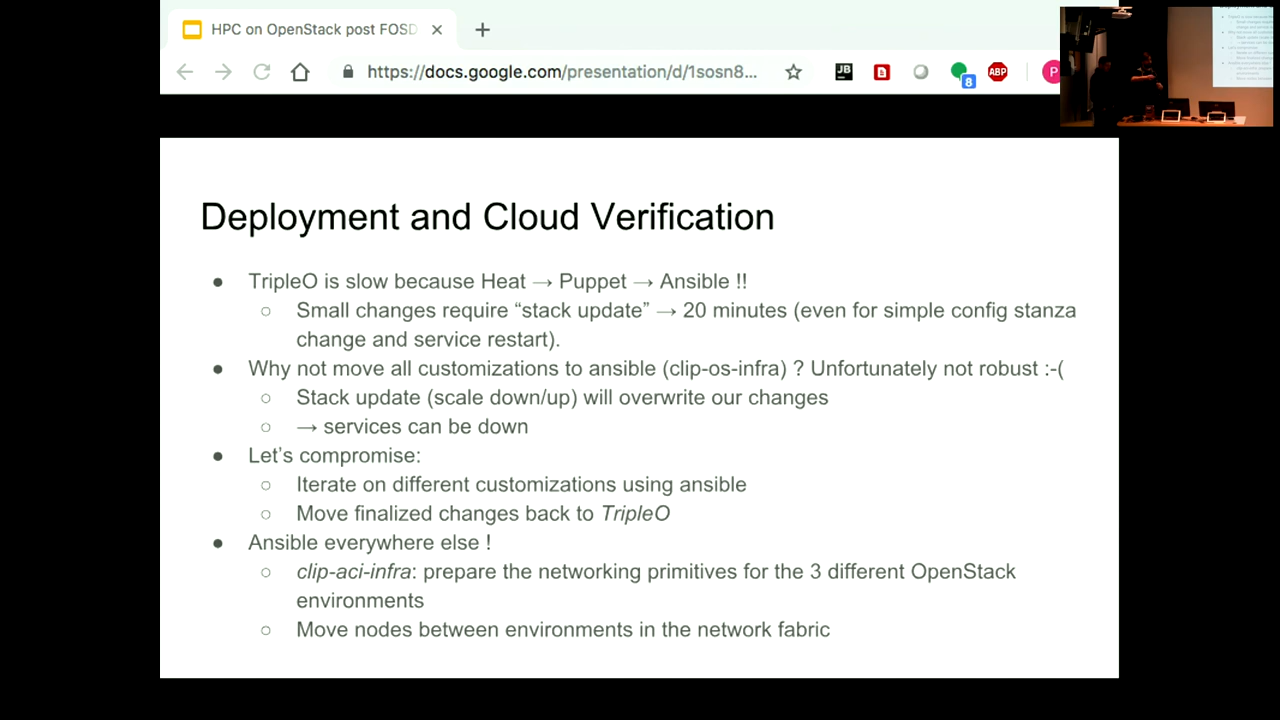 HPC on OpenStack post FOSD
https://docs.google.com/presentation/d/1sosn8...
JB
8
ABP
P
Deployment and Cloud Verification
● TripleO is slow because Heat → Puppet → Ansible !!
○ Small changes require “stack update” → 20 minutes (even for simple config stanza
change and service restart).
● Why not move all customizations to ansible (clip-os-infra) ? Unfortunately not robust :-(
○ Stack update (scale down/up) will overwrite our changes
○ → services can be down
● Let’s compromise:
○ Iterate on different customizations using ansible
○ Move finalized changes back to TripleO
● Ansible everywhere else !
○ clip-aci-infra: prepare the networking primitives for the 3 different OpenStack
environments
○ Move nodes between environments in the network fabric